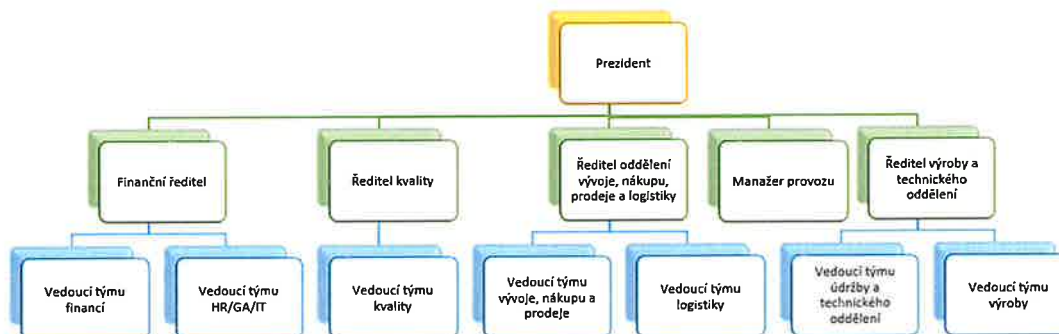 Prezident
Finanční ředitel
Ředitel kvality
Ředitel oddělení
vývoje, nákupu,
prodeje a logistiky
Manažer provozu
Ředitel výroby a
technického
oddělení
Vedoucí týmu
financí
Vedoucí týmu
HR/GA/IT
Vedoucí týmu
kvality
Vedoucí týmu
vývoje, nákupu a
prodeje
Vedoucí týmu
logistiky
Vedoucí týmu
údržby a
technického
oddělení
Vedoucí týmu
výroby